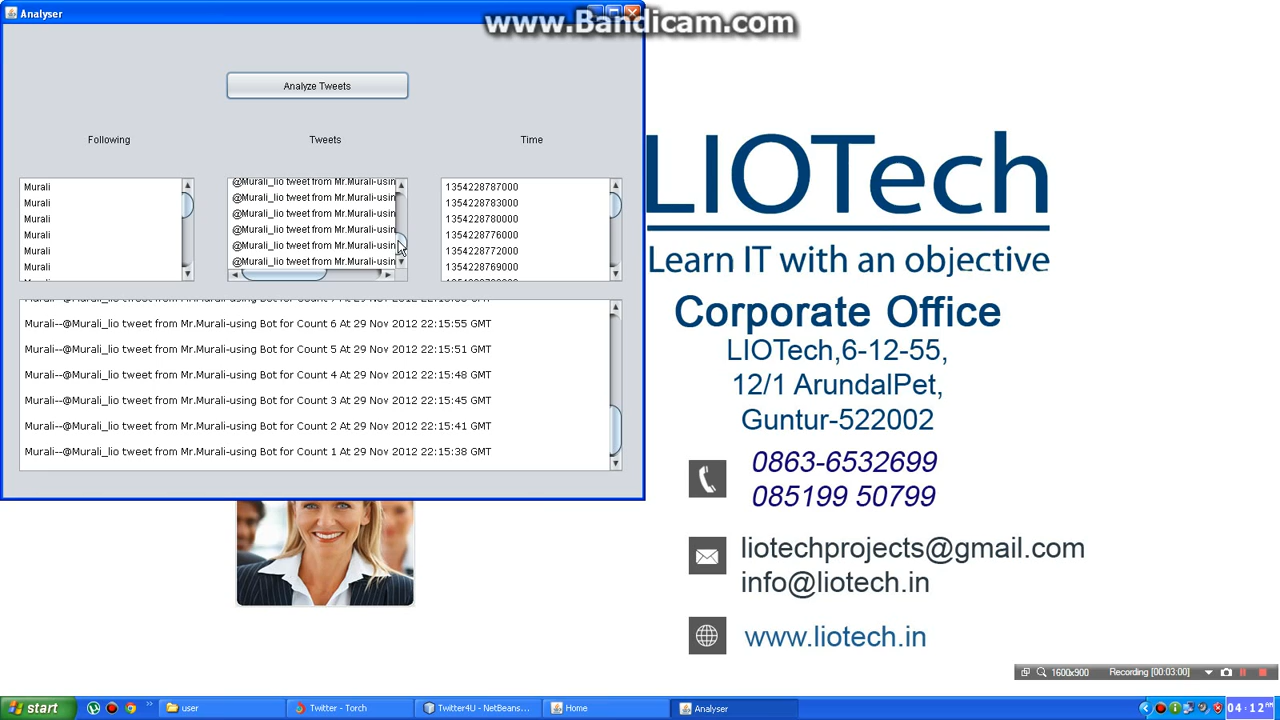 Analyser
www.Bandicam.com
Analyze Tweets
Following
Tweets
Time
Murali
Murali
Murali
Murali
Murali
Murali
@Murali_lio tweet from Mr.Murali-usin
@Murali_lio tweet from Mr.Murali-usin
@Murali_lio tweet from Mr.Murali-usin
@Murali_lio tweet from Mr.Murali-usin
@Murali_lio tweet from Mr.Murali-usin
@Murali_lio tweet from Mr.Murali-usin
1354228787000
1354228783000
1354228780000
1354228776000
1354228772000
1354228769000
Murali--@Murali_lio tweet from Mr.Murali-using Bot for Count 6 At 29 Nov 2012 22:15:55 GMT
Murali--@Murali_lio tweet from Mr.Murali-using Bot for Count 5 At 29 Nov 2012 22:15:51 GMT
Murali--@Murali_lio tweet from Mr.Murali-using Bot for Count 4 At 29 Nov 2012 22:15:48 GMT
Murali--@Murali_lio tweet from Mr.Murali-using Bot for Count 3 At 29 Nov 2012 22:15:45 GMT
Murali--@Murali_lio tweet from Mr.Murali-using Bot for Count 2 At 29 Nov 2012 22:15:41 GMT
Murali--@Murali_lio tweet from Mr.Murali-using Bot for Count 1 At 29 Nov 2012 22:15:38 GMT
LIOTech
Learn IT with an objective
Corporate Office
LIOTech,6-12-55,
12/1 ArundalPet,
Guntur-522002
0863-6532699
085199 50799
liotechprojects@gmail.com
info@liotech.in
www.liotech.in
1600x900 Recording [00:03:00]
start
user
Twitter - Torch
Twitter4U - NetBeans...
Home
Analyser
04:12AM